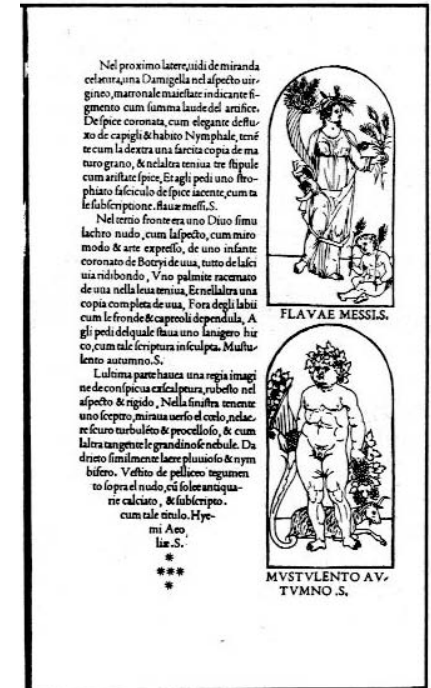 Nel proximo latere,uidi de miranda
celatura,una Damigella nel aspecto uir-
gineo,matronale maiestate indicante fi-
gmento cum summa laude del artifice.
De spice coronata, cum elegante deflu-
xo de capigli & habito Nymphale, tenē
te cum la dextra una farcita copia de ma
turo grano, & nelaltra teniua tre stipule
cum aristate spice, Et agli pedi uno stro-
phiato fasciculo de spice iacente, cum ta
le subscriptione. flauæ messi.S.
Nel tertio fronte era uno Diuo simu
lachro nudo, cum laspecto, cum miro
modo & arte expresso, de uno infante
coronato de Botryi de uua, tutto de lasci
uia ridibondo, Vno palmite racemato
de uua nella leua teniua, Et nellaltra una
copia completa de uua, Fora degli labii
cum le fronde & capreoli dependula, A
gli pedi delquale staua uno lanigero hir
co, cum tale scriptura insculpta. Mustu-
lento autumno.S.
Lultima parte hauea una regia imagi
ne de conspicua exscalptura, rubesto nel
aspecto & rigido, Nella sinistra tenente
uno sceptro, miraua uerso el cœlo, nelae-
re scuro turbulēto & procelloso, & cum
laltra tangente le grandinose nebule. Da
drieto similmente laere pluuioso & nym
bifero. Vestito de pelliceo tegumen
to sopra el nudo, cū solee antiqua-
rie calciato, & subscripto.
cum tale titulo. Hye-
mi Aeo
liæ .S.
*
***
*
FLAVAE MESSI.S.
MVSTVLENTO AV-
TVMNO .S.